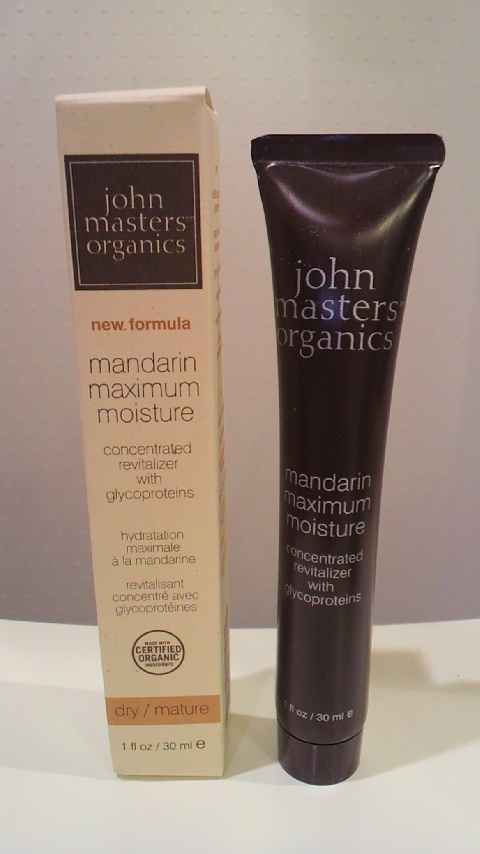 john
masters™
organics
new formula
mandarin
maximum
moisture
concentrated
revitalizer
with
glycoproteins
hydratation
maximale
à la mandarine
revitalisant
concentré avec
glycoprotéines
MADE WITH
CERTIFIED
ORGANIC
INGREDIENTS
dry / mature
1 fl oz / 30 ml e
john
masters™
organics
mandarin
maximum
moisture
concentrated
revitalizer
with
glycoproteins
1 fl oz / 30 ml e